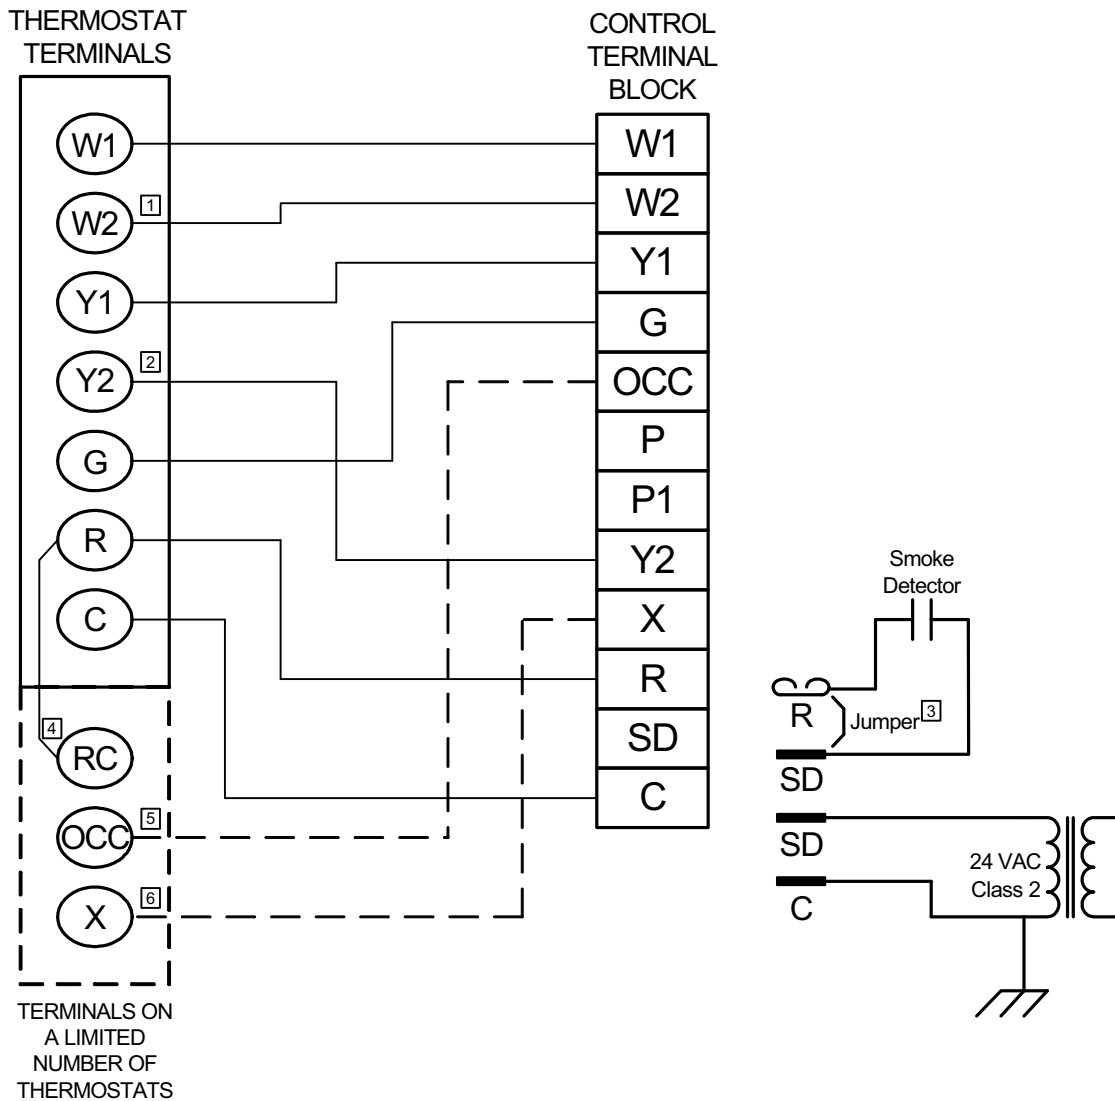 THERMOSTAT
TERMINALS
W1
W2
1
Y1
Y2
2
G
R
C
4
RC
OCC
5
X
6
TERMINALS ON
A LIMITED
NUMBER OF
THERMOSTATS
CONTROL
TERMINAL
BLOCK
W1
W2
Y1
G
OCC
P
P1
Y2
X
R
SD
C
Smoke
Detector
R
Jumper 3
SD
SD
24 VAC
Class 2
C